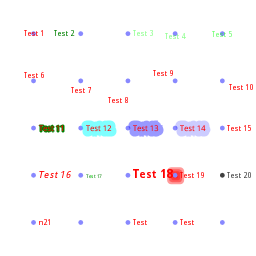 Test 1
Test 2
Test 3
Test 4
Test 5
Test 6
Test 7
Test 8
Test 9
Test 10
Test 11
Test 12
Test 13
Test 14
Test 15
Test 16
Test 17
Test 18
Test 19
Test 20
n21
Test
Test